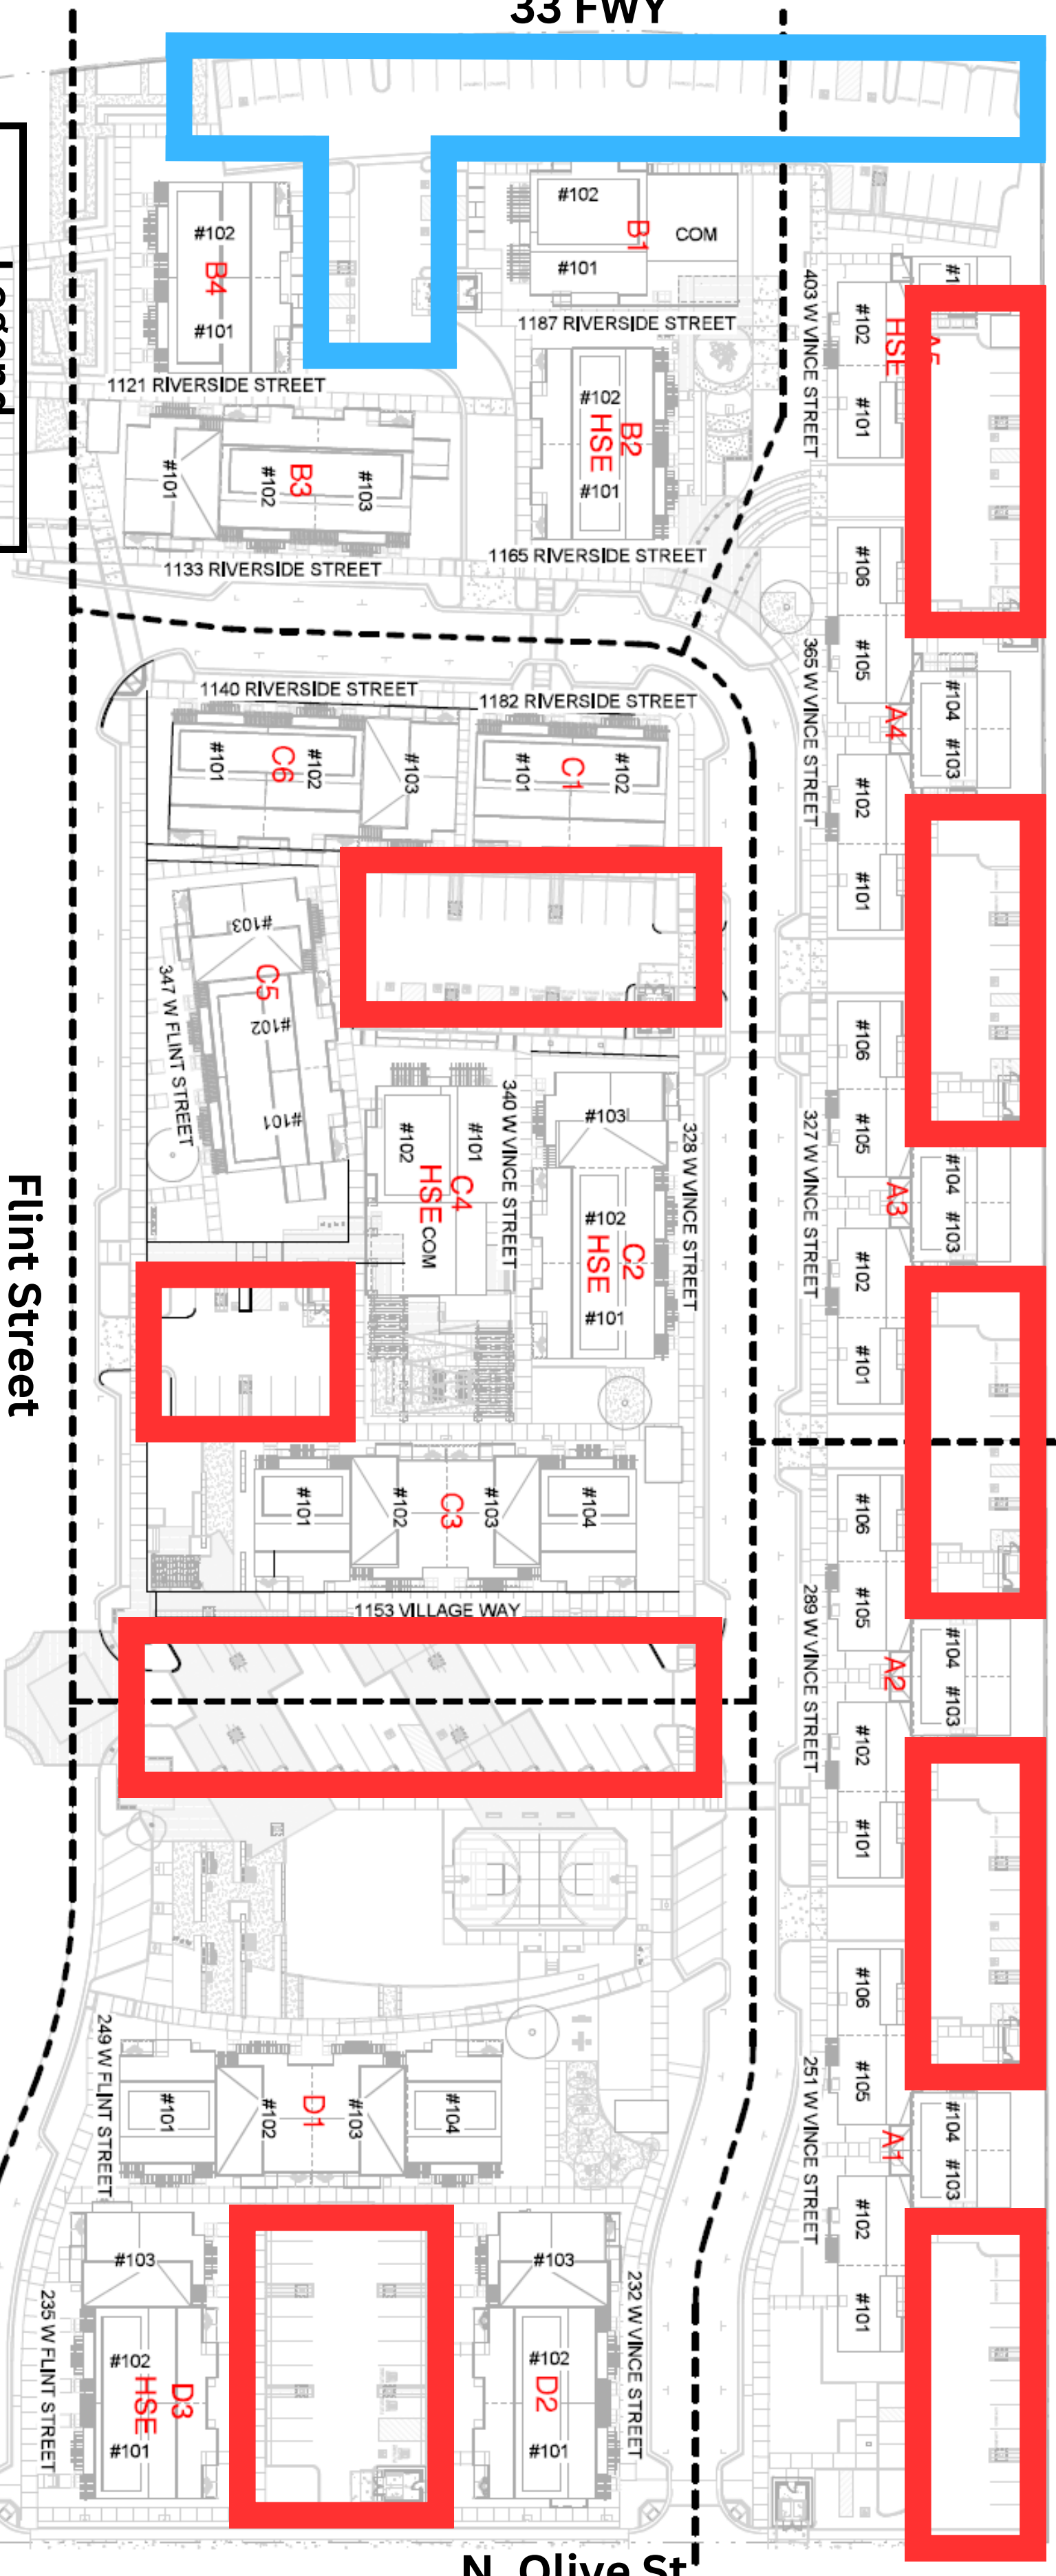 33 FWY
Legend
#102
B1
COM
#101
1187 RIVERSIDE STREET
#102
B4
#101
1121 RIVERSIDE STREET
#102
B2
HSE
#101
1165 RIVERSIDE STREET
#101
#102
B3
#103
1133 RIVERSIDE STREET
403 W VINCE STREET
#102
#101
HSE
A5
#1
#106
#105
365 W VINCE STREET
A4
#104
#103
#102
#101
1140 RIVERSIDE STREET
#101
C6
#102
#103
1182 RIVERSIDE STREET
#101
C1
#102
#103
C5
#102
#101
347 W FLINT STREET
#102
#101
C4
HSE
COM
340 W VINCE STREET
#103
#102
C2
HSE
#101
328 W VINCE STREET
#106
#105
327 W VINCE STREET
A3
#104
#103
#102
#101
Flint Street
#101
#102
C3
#103
#104
1153 VILLAGE WAY
#106
#105
289 W VINCE STREET
A2
#104
#103
#102
#101
249 W FLINT STREET
#101
#102
D1
#103
#104
#106
#105
251 W VINCE STREET
A1
#104
#103
#102
#101
#103
#102
D3
HSE
#101
235 W FLINT STREET
#103
#102
D2
#101
232 W VINCE STREET
N. Olive St